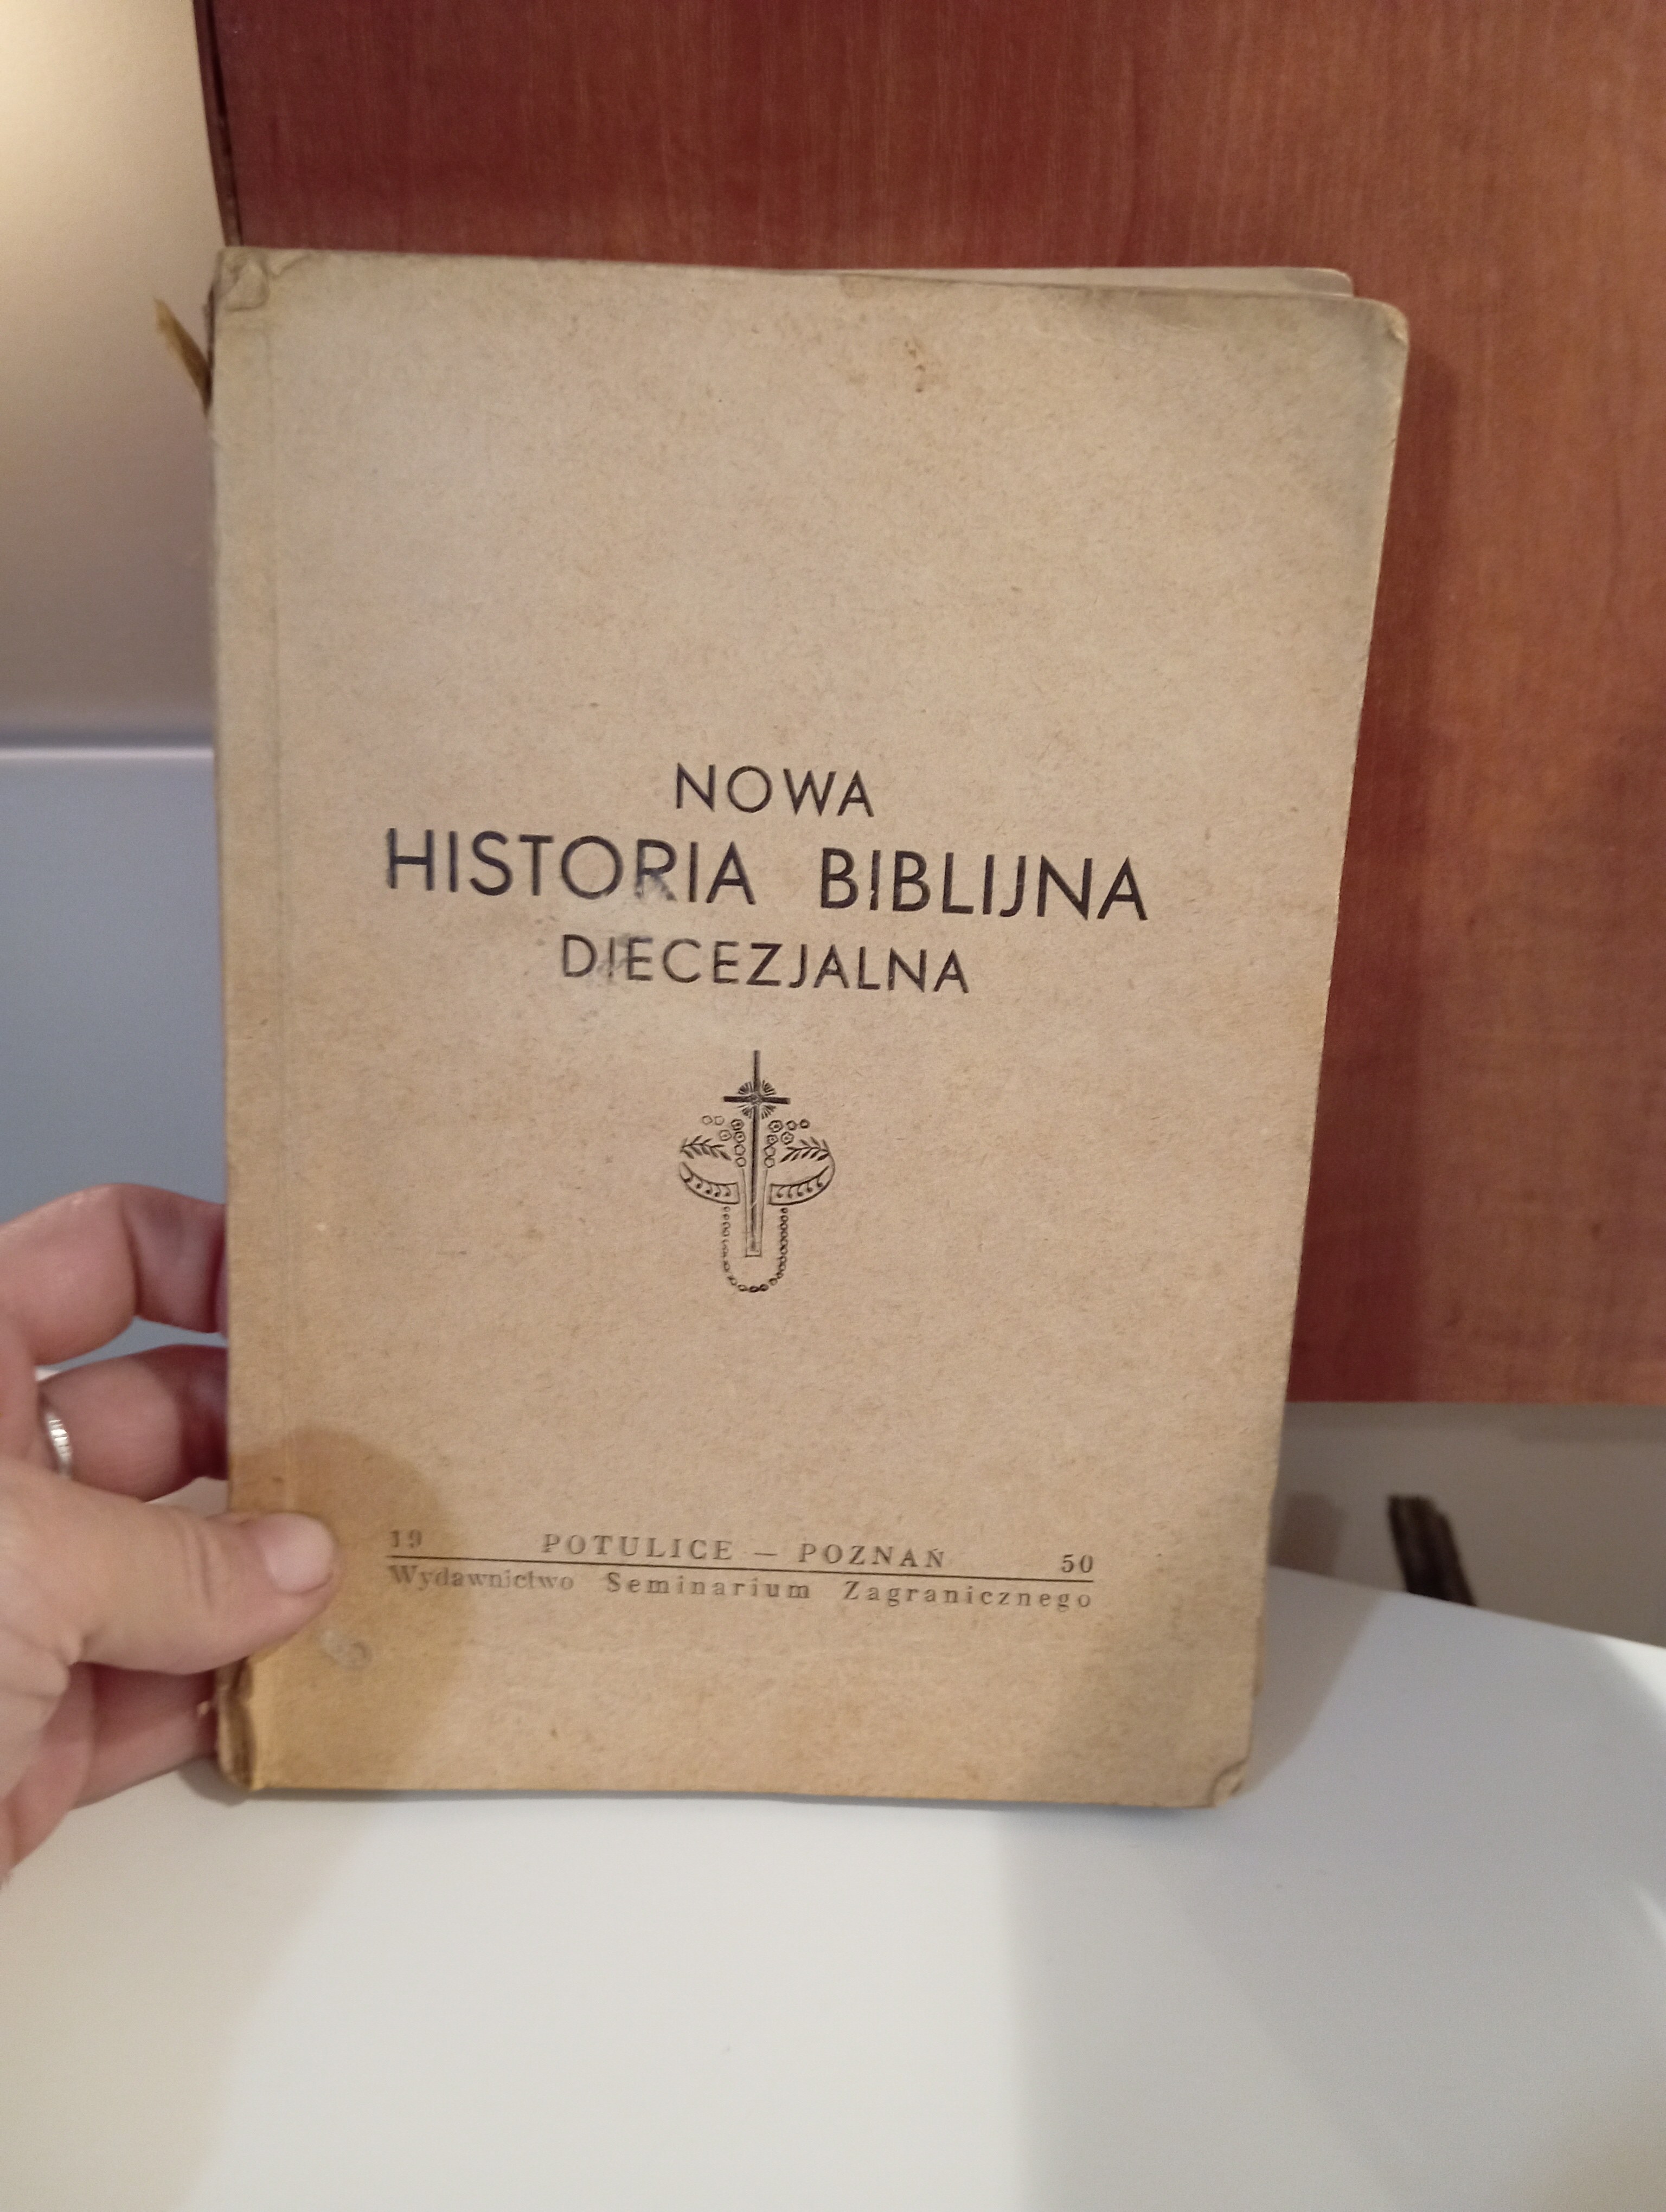 NOWA
HISTORIA BIBLIJNA
DIECEZJALNA
19 POTULICE — POZNAŃ 50
Wydawnictwo Seminarium Zagranicznego